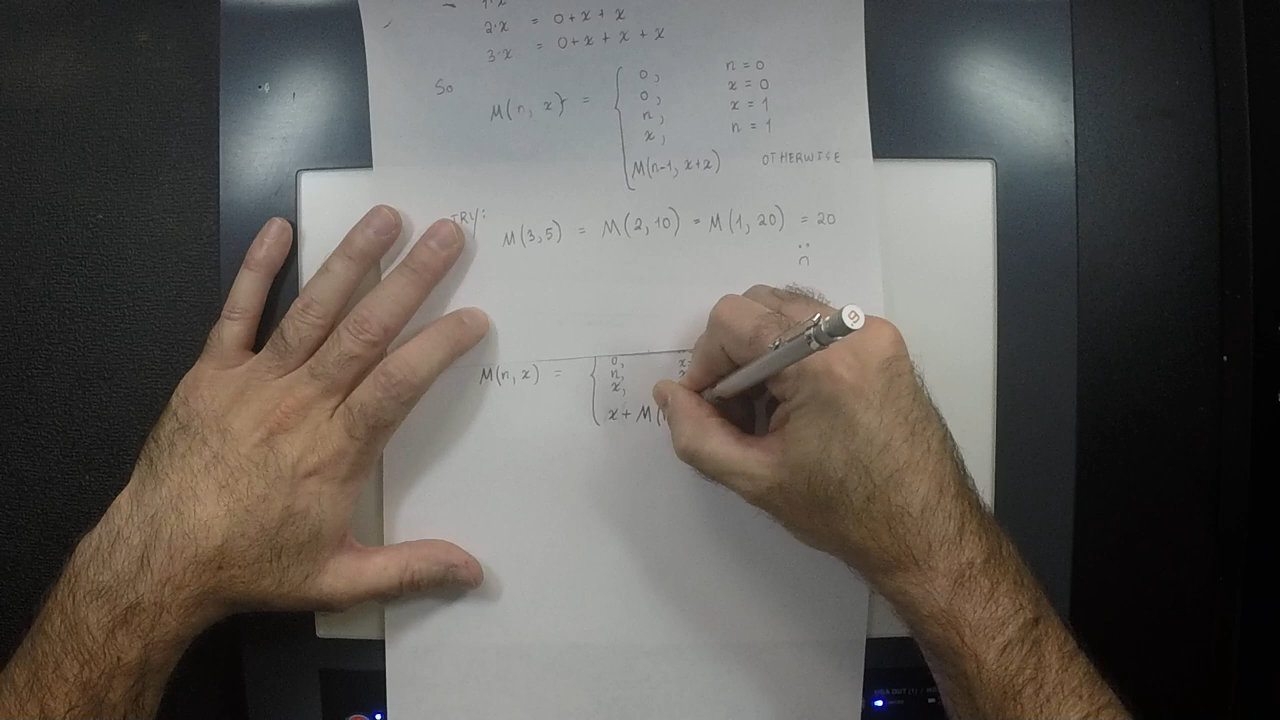 2·x = 0+x+x
3·x = 0+x+x+x
So
M(n, x) = { 0, n=0
0, x=0
n, x=1
x, n=1
M(n-1, x+x) OTHERWISE
TRY: M(3,5) = M(2,10) = M(1,20) = 20
M(n,x) = { 0, x=
n,
x,
x+M(